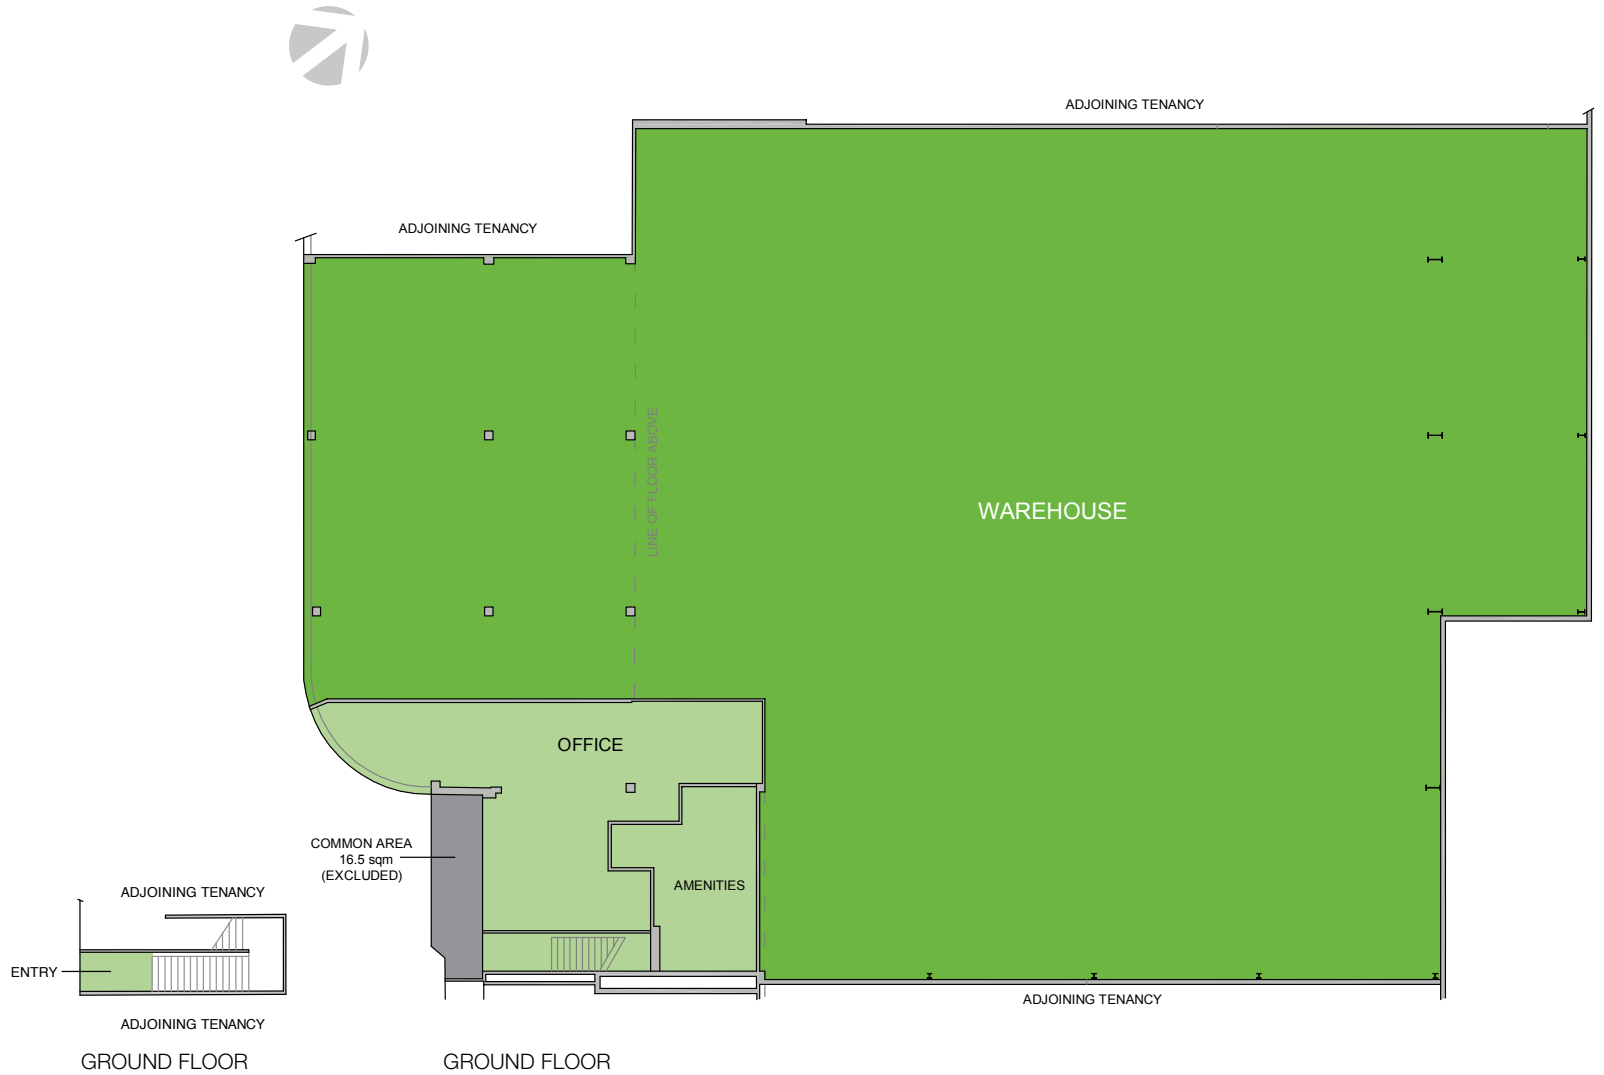 ADJOINING TENANCY
ADJOINING TENANCY
LINE OF FLOOR ABOVE
WAREHOUSE
OFFICE
COMMON AREA
16.5 sqm
(EXCLUDED)
AMENITIES
ADJOINING TENANCY
ENTRY
ADJOINING TENANCY
ADJOINING TENANCY
GROUND FLOOR
GROUND FLOOR